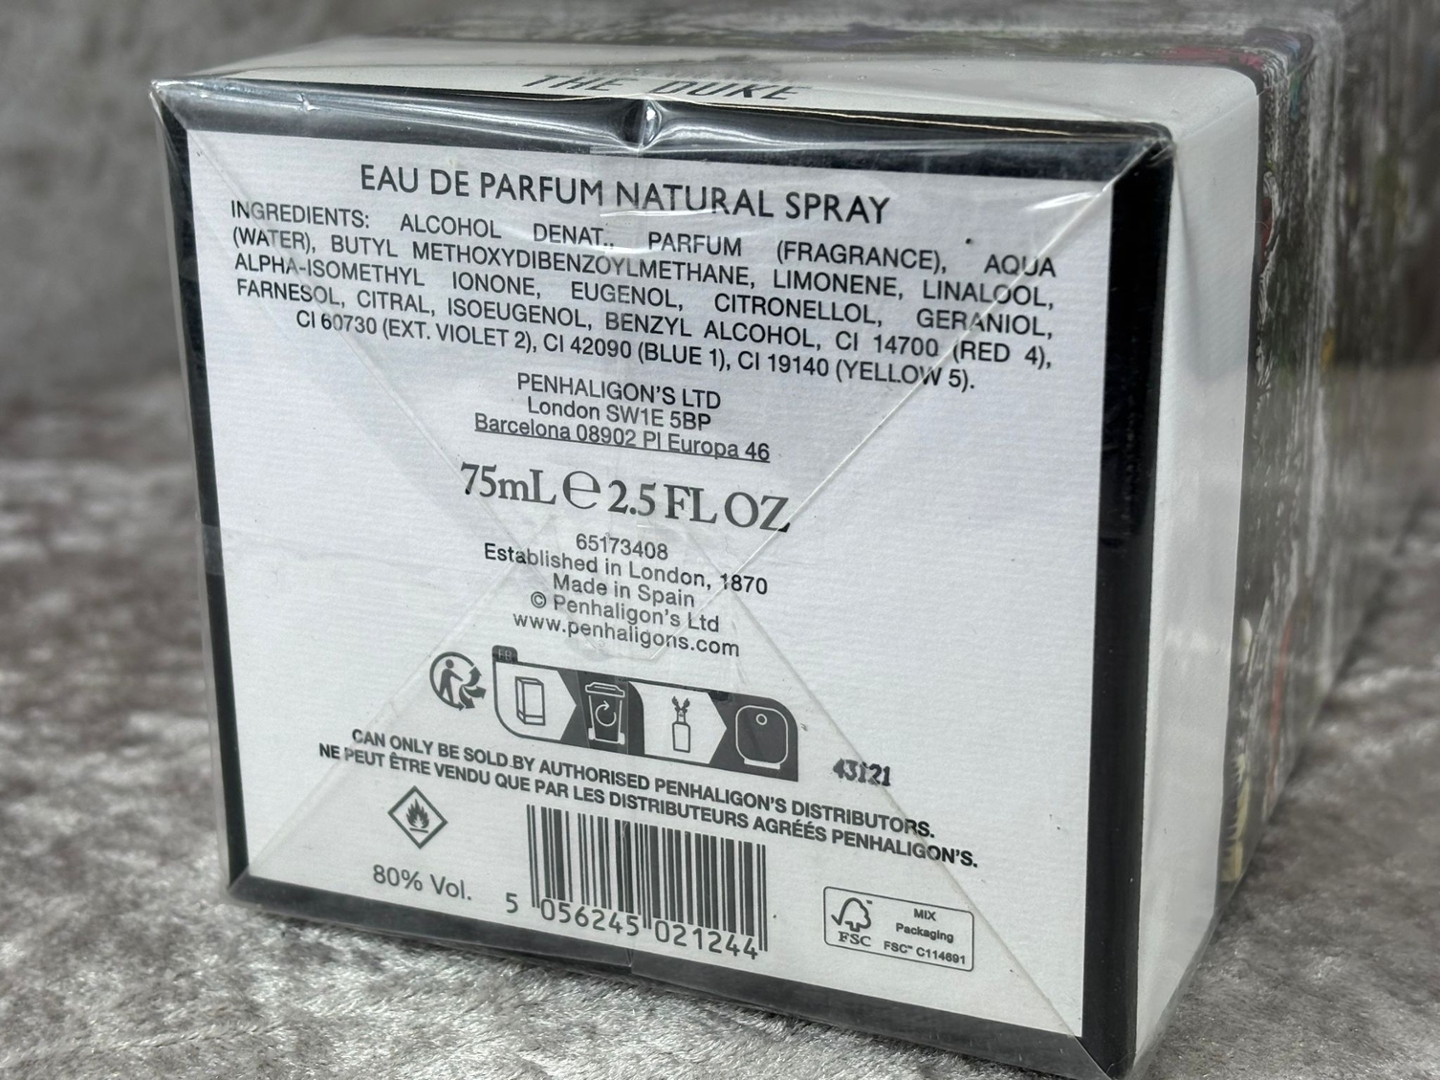 THE DUKE
EAU DE PARFUM NATURAL SPRAY
INGREDIENTS: ALCOHOL DENAT., PARFUM (FRAGRANCE), AQUA
(WATER), BUTYL METHOXYDIBENZOYLMETHANE, LIMONENE, LINALOOL,
ALPHA-ISOMETHYL IONONE, EUGENOL, CITRONELLOL, GERANIOL,
FARNESOL, CITRAL, ISOEUGENOL, BENZYL ALCOHOL, CI 14700 (RED 4),
CI 60730 (EXT. VIOLET 2), CI 42090 (BLUE 1), CI 19140 (YELLOW 5).
PENHALIGON'S LTD
London SW1E 5BP
Barcelona 08902 Pl Europa 46
75mL ℮ 2.5 FL OZ
65173408
Established in London, 1870
Made in Spain
© Penhaligon's Ltd
www.penhaligons.com
FR
43121
CAN ONLY BE SOLD BY AUTHORISED PENHALIGON'S DISTRIBUTORS.
NE PEUT ÊTRE VENDU QUE PAR LES DISTRIBUTEURS AGRÉÉS PENHALIGON'S.
80% Vol.
5 056245 021244
FSC
MIX
Packaging
FSC™ C114691